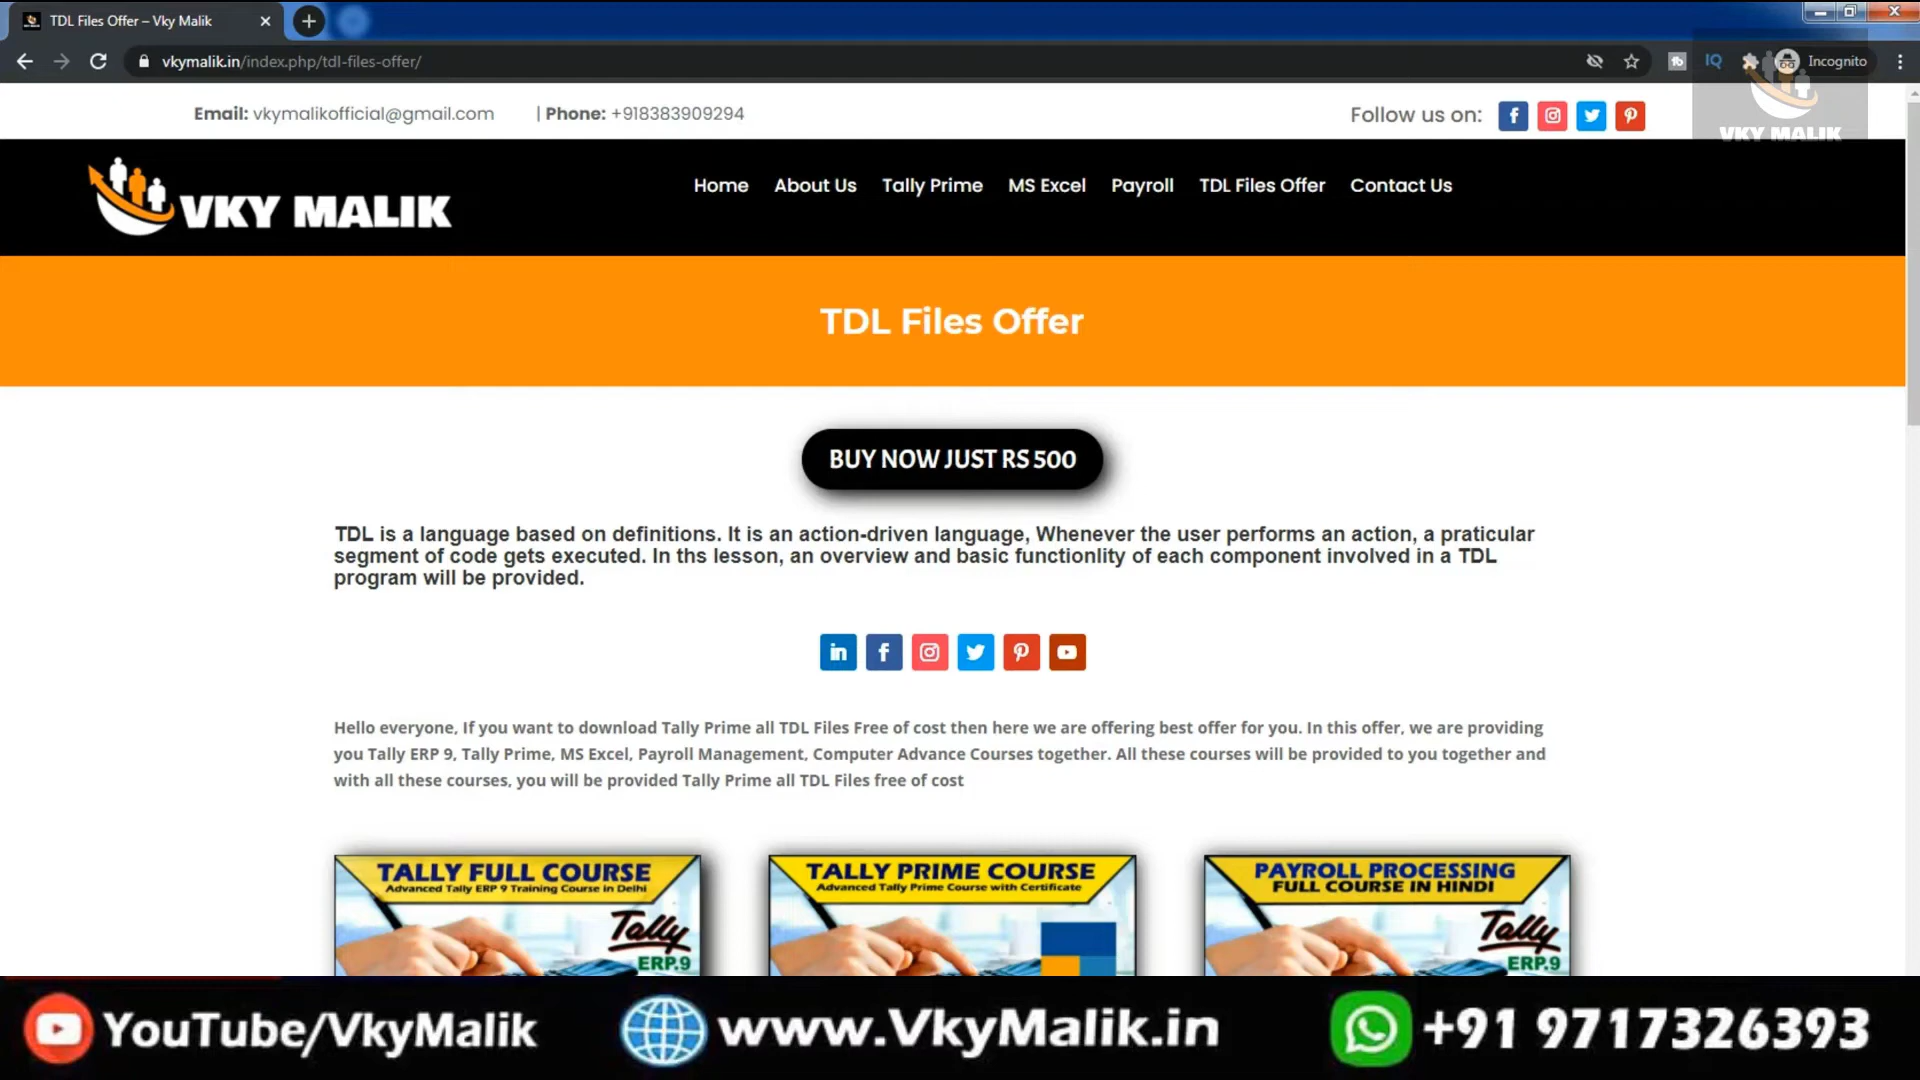 TDL Files Offer – Vky Malik
vkymalik.in/index.php/tdl-files-offer/
Incognito
Email: vkymalikofficial@gmail.com | Phone: +918383909294
Follow us on:
VKY MALIK
VKY MALIK
Home About Us Tally Prime MS Excel Payroll TDL Files Offer Contact Us
TDL Files Offer
BUY NOW JUST RS 500
TDL is a language based on definitions. It is an action-driven language, Whenever the user performs an action, a praticular
segment of code gets executed. In ths lesson, an overview and basic functionlity of each component involved in a TDL
program will be provided.
Hello everyone, If you want to download Tally Prime all TDL Files Free of cost then here we are offering best offer for you. In this offer, we are providing
you Tally ERP 9, Tally Prime, MS Excel, Payroll Management, Computer Advance Courses together. All these courses will be provided to you together and
with all these courses, you will be provided Tally Prime all TDL Files free of cost
TALLY FULL COURSE
Advanced Tally ERP 9 Training Course in Delhi
Tally
ERP.9
TALLY PRIME COURSE
Advanced Tally Prime Course with Certificate
PAYROLL PROCESSING
FULL COURSE IN HINDI
Tally
ERP.9
YouTube/VkyMalik
www.VkyMalik.in
+91 9717326393